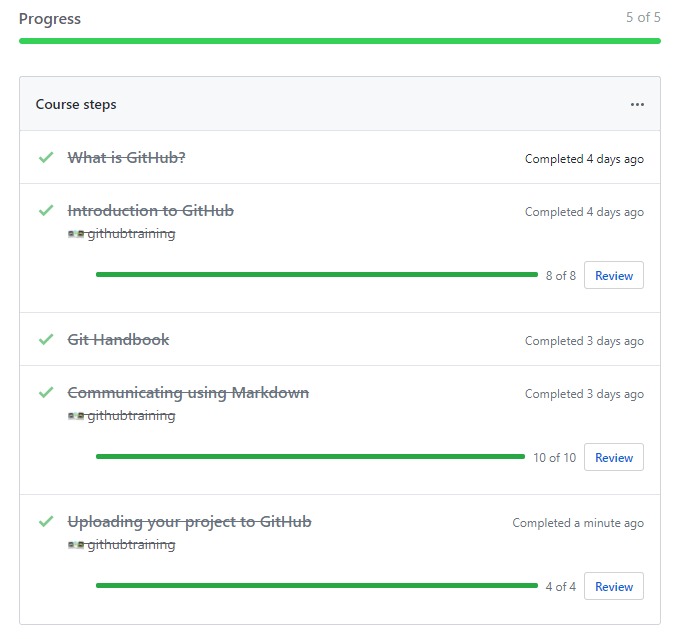 Progress 5 of 5
Course steps
What is GitHub? Completed 4 days ago
Introduction to GitHub Completed 4 days ago
githubtraining
8 of 8 Review
Git Handbook Completed 3 days ago
Communicating using Markdown Completed 3 days ago
githubtraining
10 of 10 Review
Uploading your project to GitHub Completed a minute ago
githubtraining
4 of 4 Review